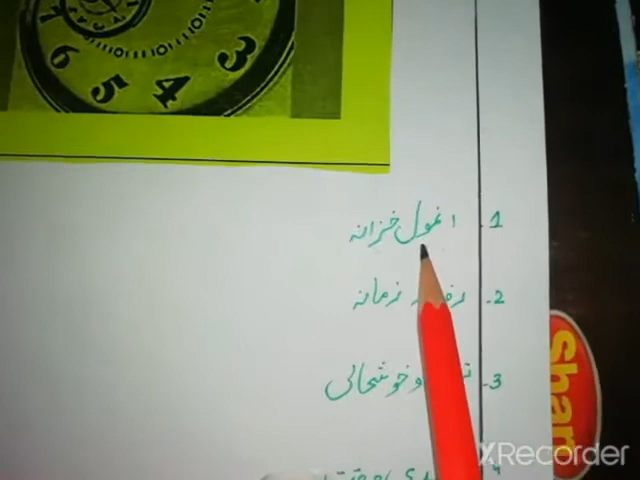 6 5 4 3
1. انمول خزانہ
2. زمانہ
3. و خوشحالی
Shan
XRecorder